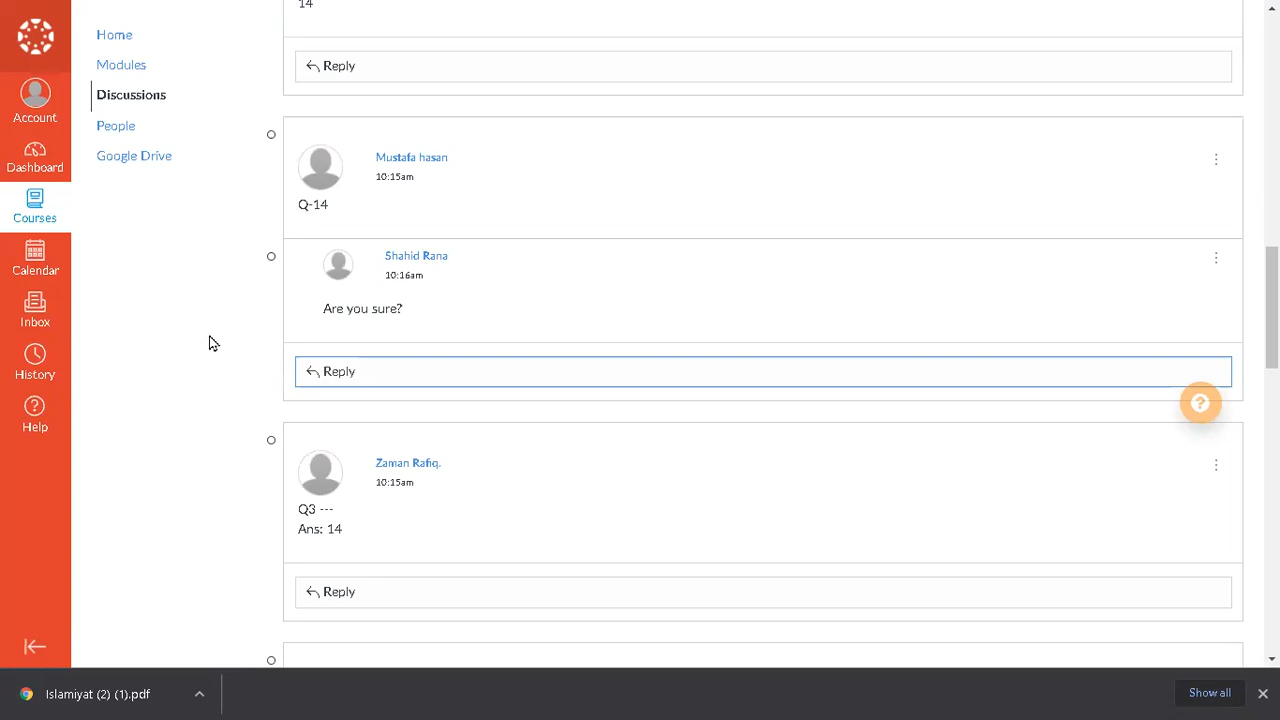 14
Reply
Home
Modules
Discussions
People
Google Drive
Account
Dashboard
Courses
Calendar
Inbox
History
Help
Mustafa hasan
10:15am
Q-14
Shahid Rana
10:16am
Are you sure?
Reply
Zaman Rafiq.
10:15am
Q3 ---
Ans: 14
Reply
Islamiyat (2) (1).pdf
Show all